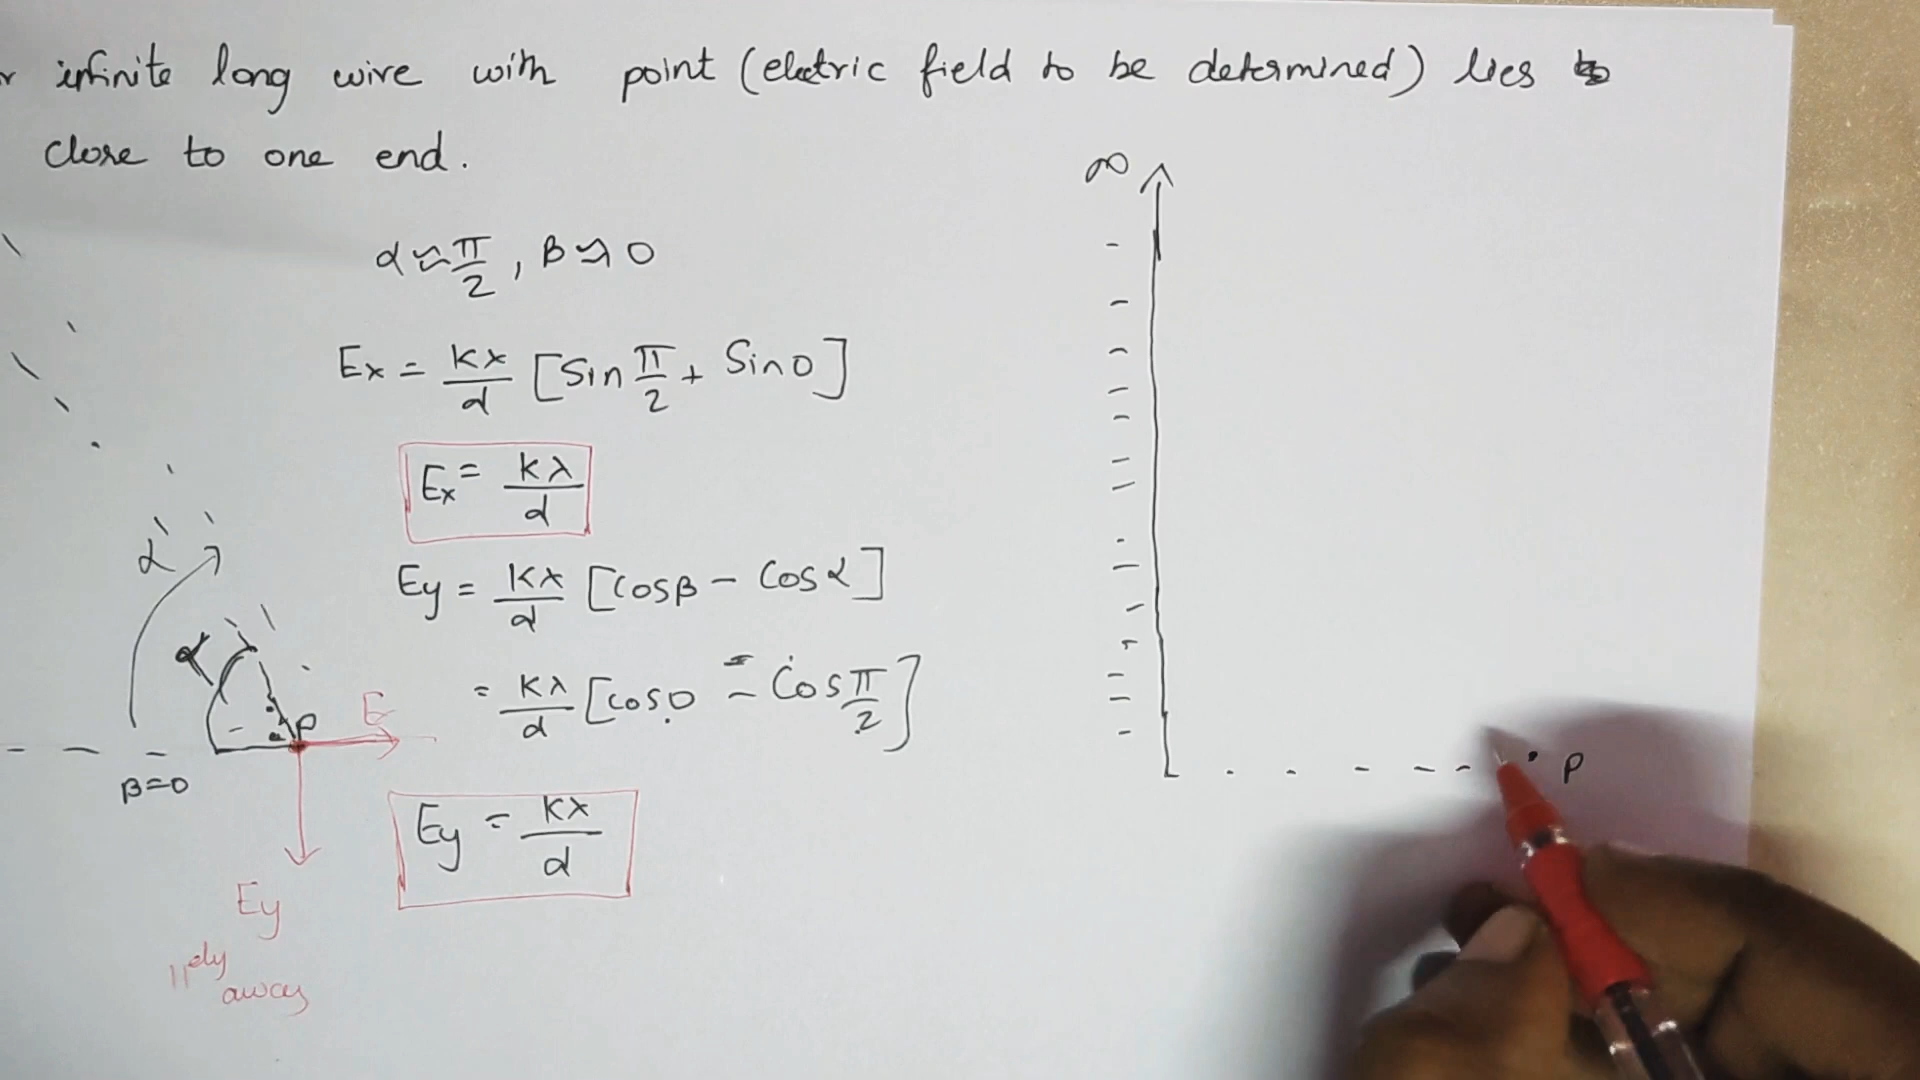 infinite long wire with point (electric field to be determined) lies
close to one end.
∞
α ≈ π/2, β ≈ 0
Ex = kλ/d [Sin π/2 + Sin 0]
Ex = kλ/d
α
Ey = kλ/d [Cosβ - Cosα]
α
= kλ/d [cos0 - Cos π/2]
P
E
P
β=0
Ey = kλ/d
Ey
||ely
away